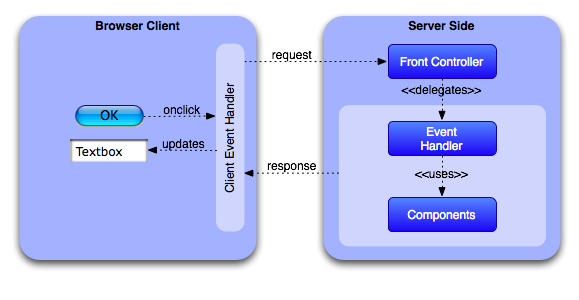 Browser Client
Server Side
request
Front Controller
<<delegates>>
onclick
OK
Client Event Handler
updates
Textbox
Event
Handler
response
<<uses>>
Components